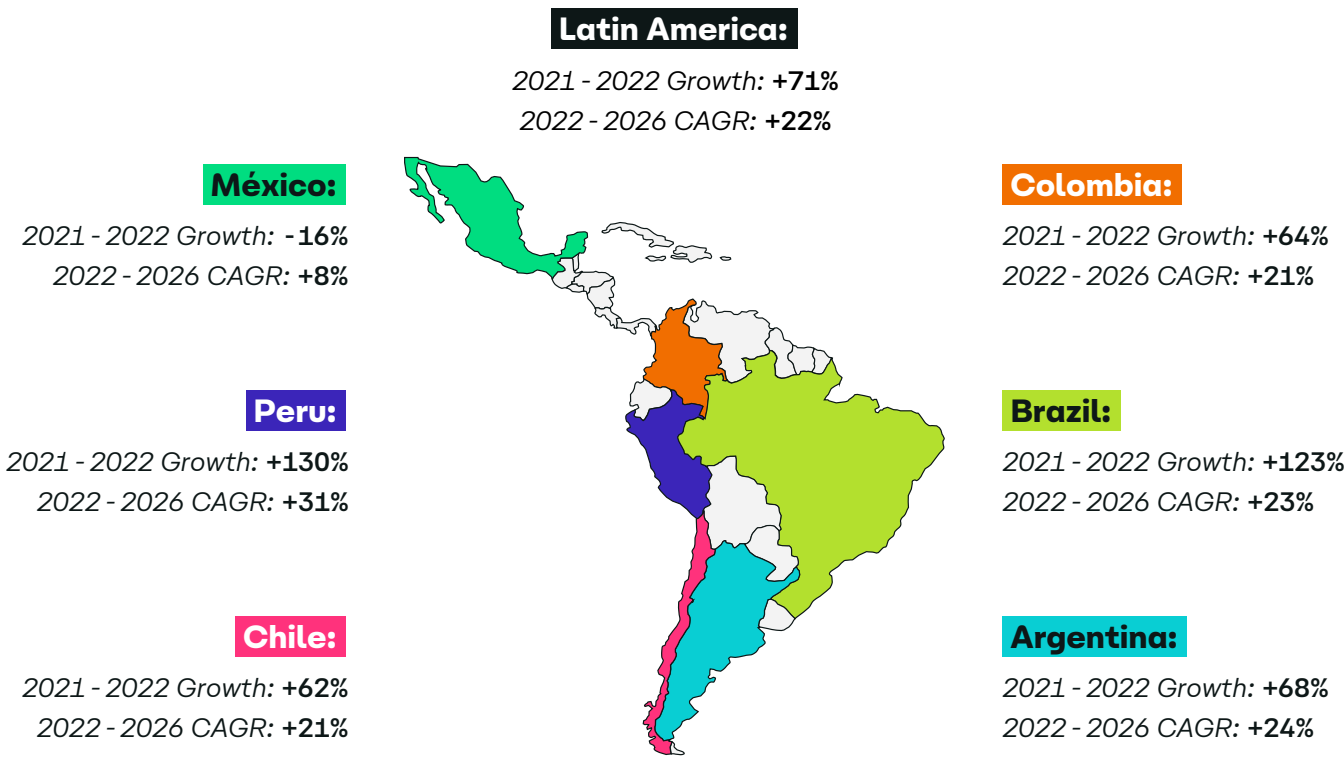 Latin America:
2021 - 2022 Growth: +71%
2022 - 2026 CAGR: +22%
México:
2021 - 2022 Growth: -16%
2022 - 2026 CAGR: +8%
Colombia:
2021 - 2022 Growth: +64%
2022 - 2026 CAGR: +21%
Peru:
2021 - 2022 Growth: +130%
2022 - 2026 CAGR: +31%
Brazil:
2021 - 2022 Growth: +123%
2022 - 2026 CAGR: +23%
Chile:
2021 - 2022 Growth: +62%
2022 - 2026 CAGR: +21%
Argentina:
2021 - 2022 Growth: +68%
2022 - 2026 CAGR: +24%